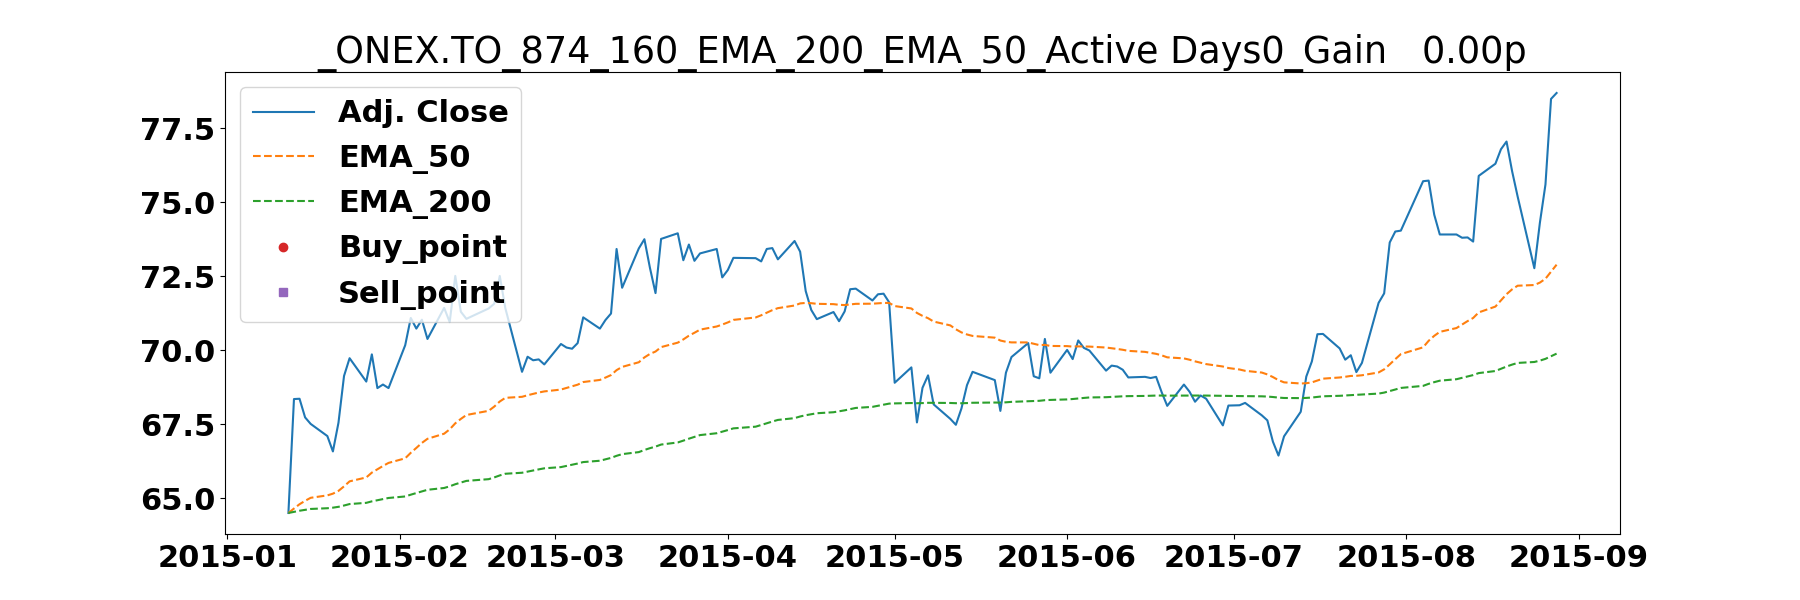 _ONEX.TO_874_160_EMA_200_EMA_50_Active Days0_Gain   0.00p
Adj. Close
EMA_50
EMA_200
Buy_point
Sell_point
77.5
75.0
72.5
70.0
67.5
65.0
2015-01 2015-02 2015-03 2015-04 2015-05 2015-06 2015-07 2015-08 2015-09